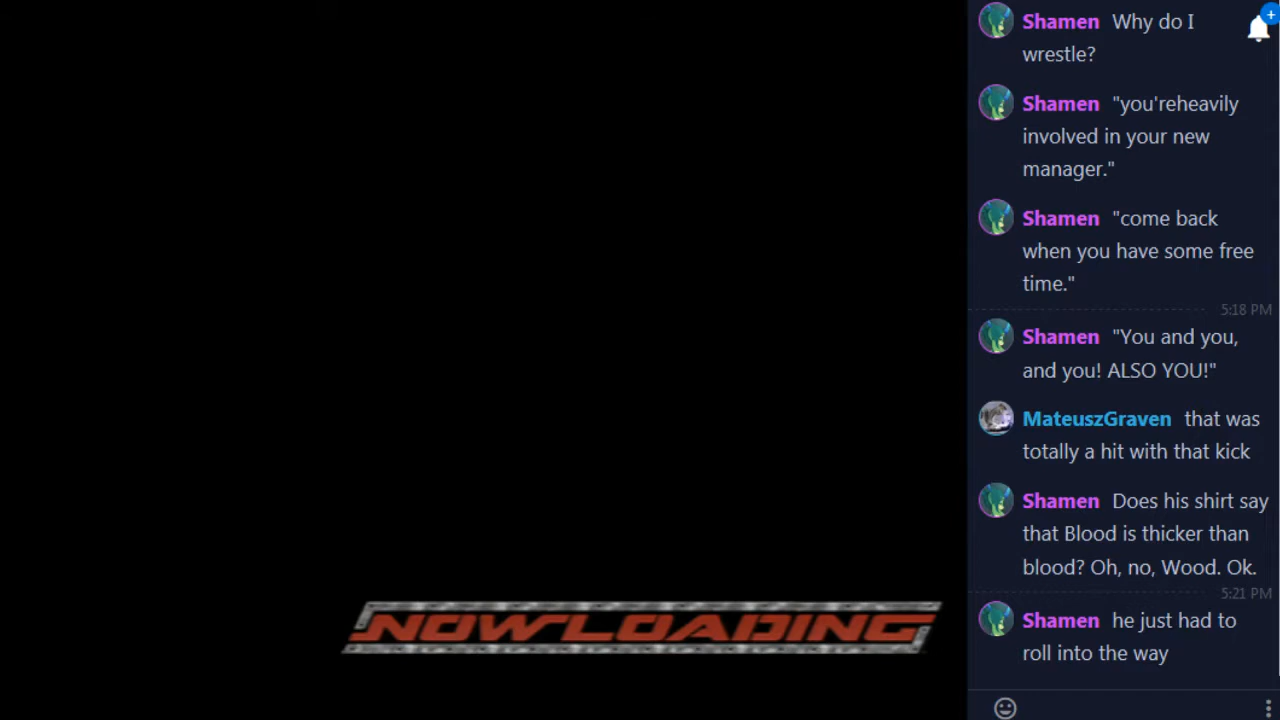 Shamen Why do I
wrestle?
Shamen "you'reheavily
involved in your new
manager."
Shamen "come back
when you have some free
time."
5:18 PM
Shamen "You and you,
and you! ALSO YOU!"
MateuszGraven that was
totally a hit with that kick
Shamen Does his shirt say
that Blood is thicker than
blood? Oh, no, Wood. Ok.
5:21 PM
Shamen he just had to
roll into the way
NOW LOADING